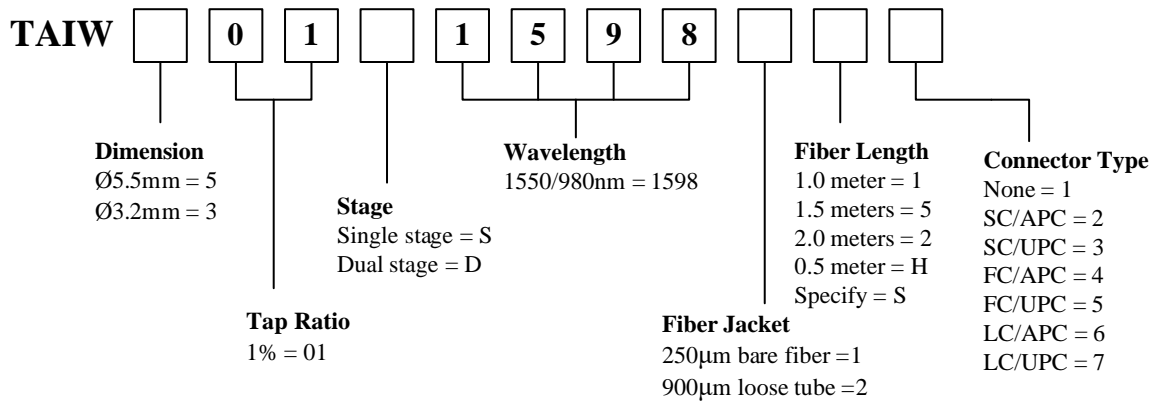 TAIW 0 1 1 5 9 8
Dimension
Ø5.5mm = 5
Ø3.2mm = 3
Tap Ratio
1% = 01
Stage
Single stage = S
Dual stage = D
Wavelength
1550/980nm = 1598
Fiber Jacket
250µm bare fiber =1
900µm loose tube =2
Fiber Length
1.0 meter = 1
1.5 meters = 5
2.0 meters = 2
0.5 meter = H
Specify = S
Connector Type
None = 1
SC/APC = 2
SC/UPC = 3
FC/APC = 4
FC/UPC = 5
LC/APC = 6
LC/UPC = 7